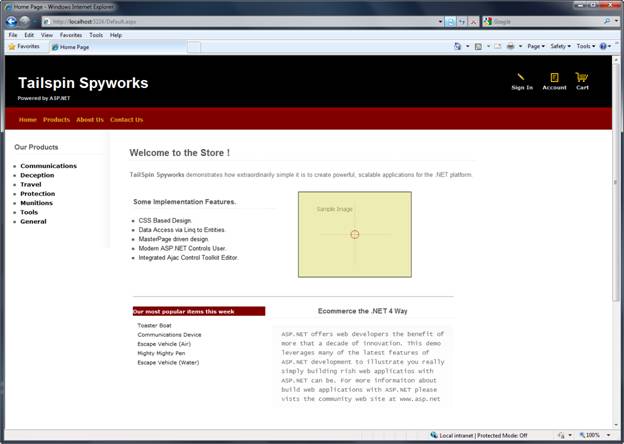 Home Page - Windows Internet Explorer
http://localhost:3226/Default.aspx
Google
File Edit View Favorites Tools Help
Favorites Home Page
Page Safety Tools
Tailspin Spyworks
Powered by ASP.NET
Sign In Account Cart
Home Products About Us Contact Us
Our Products
Communications
Deception
Travel
Protection
Munitions
Tools
General
Welcome to the Store !
TailSpin Spyworks demonstrates how extraordinarily simple it is to create powerful, scalable applications for the .NET platform.
Some Implementation Features.
CSS Based Design.
Data Access via Linq to Entities.
MasterPage driven design.
Modern ASP.NET Controls User.
Integrated Ajac Control Toolkit Editor.
Sample Image
Our most popular items this week
Toaster Boat
Communications Device
Escape Vehicle (Air)
Mighty Mighty Pen
Escape Vehicle (Water)
Ecommerce the .NET 4 Way
ASP.NET offers web developers the benefit of
more that a decade of innovation. This demo
leverages many of the latest features of
ASP.NET development to illustrate you really
simply building rish web applicatios with
ASP.NET can be. For more informaiton about
build web applications with ASP.NET please
vists the community web site at www.asp.net
Local intranet | Protected Mode: Off
100%